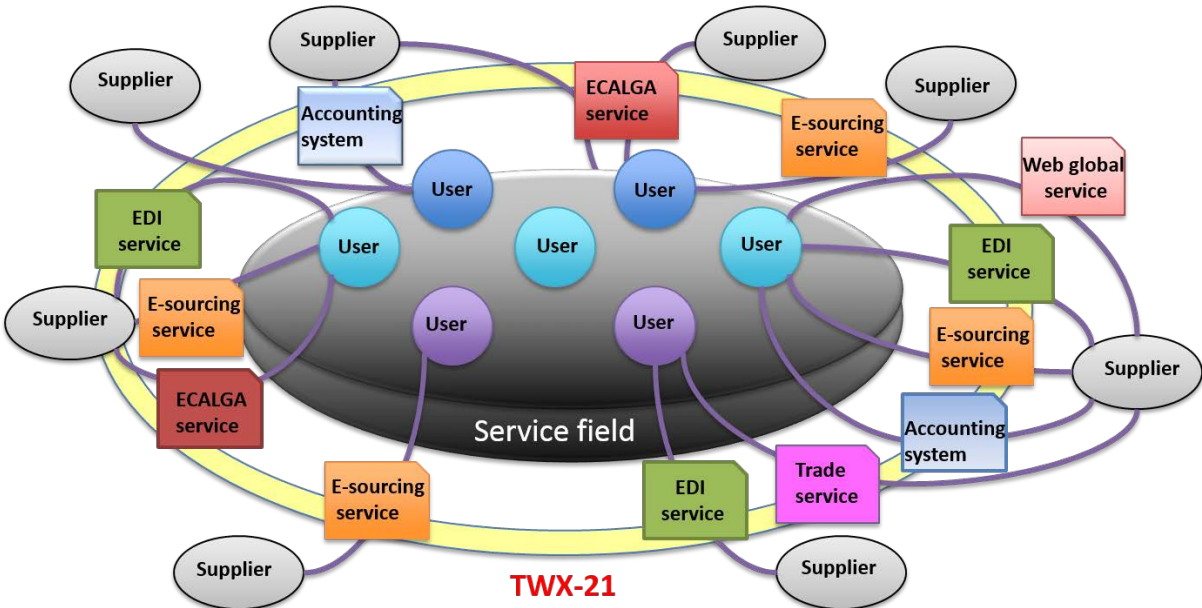 Supplier
Supplier
Supplier
Supplier
ECALGA
service
Accounting
system
E-sourcing
service
Web global
service
User
User
EDI
service
User
User
User
EDI
service
E-sourcing
service
Supplier
User
User
E-sourcing
service
Supplier
ECALGA
service
Service field
Accounting
system
E-sourcing
service
EDI
service
Trade
service
Supplier
Supplier
TWX-21